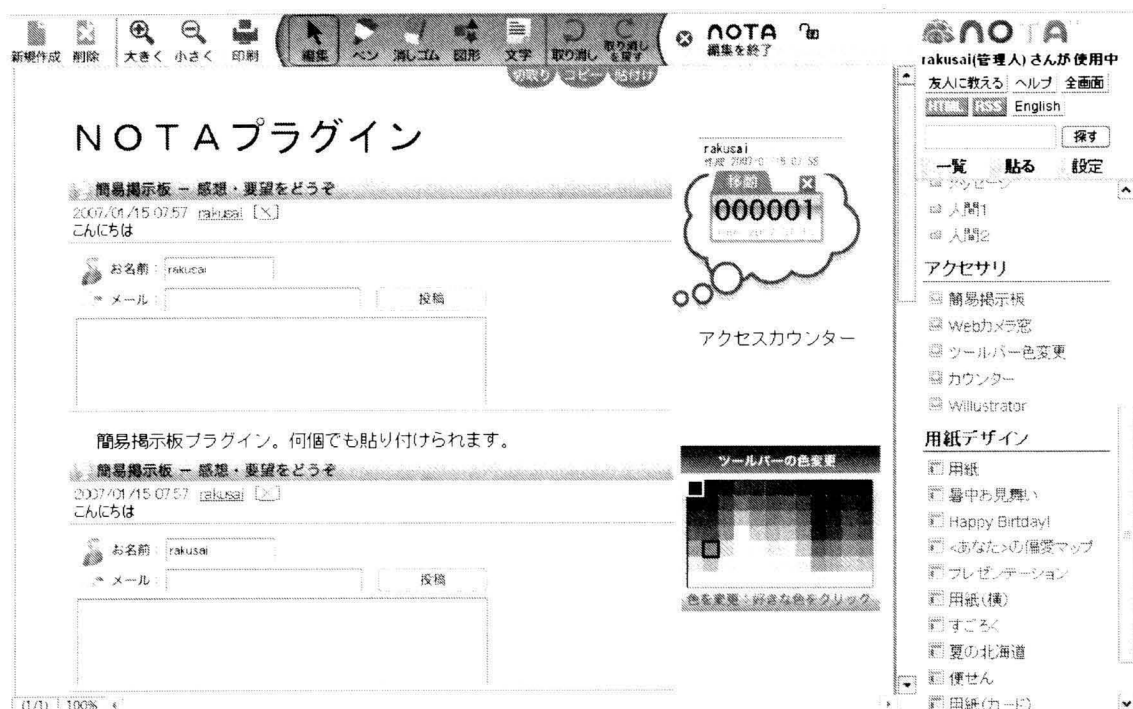 新規作成 削除 大きく 小さく 印刷 編集 ペン 消しゴム 図形 文字 取り消し 取り消しを戻す
NOTA
編集を終了
切取り コピー 貼付け
NOTA
rakusai(管理人) さんが使用中
友人に教える ヘルプ 全画面
HTML RSS English
探す
一覧 貼る 設定
NOTAプラグイン
簡易掲示板 − 感想・要望をどうぞ
2007/01/15 07:57 rakusai [×]
こんにちは
お名前: rakusai
メール:
投稿
簡易掲示板プラグイン。何個でも貼り付けられます。
簡易掲示板 − 感想・要望をどうぞ
2007/01/15 07:57 rakusai [×]
こんにちは
お名前: rakusai
メール:
投稿
rakusai
移動
000001
アクセスカウンター
ツールバーの色変更
色を変更:好きな色をクリック
人間1
人間2
アクセサリ
簡易掲示板
Webカメラ窓
ツールバー色変更
カウンター
Willustrator
用紙デザイン
用紙
暑中お見舞い
Happy Birtday!
<あなた>の偏愛マップ
プレゼンテーション
用紙(横)
すごろく
夏の北海道
便せん
用紙(カード)
(1/1) 100%